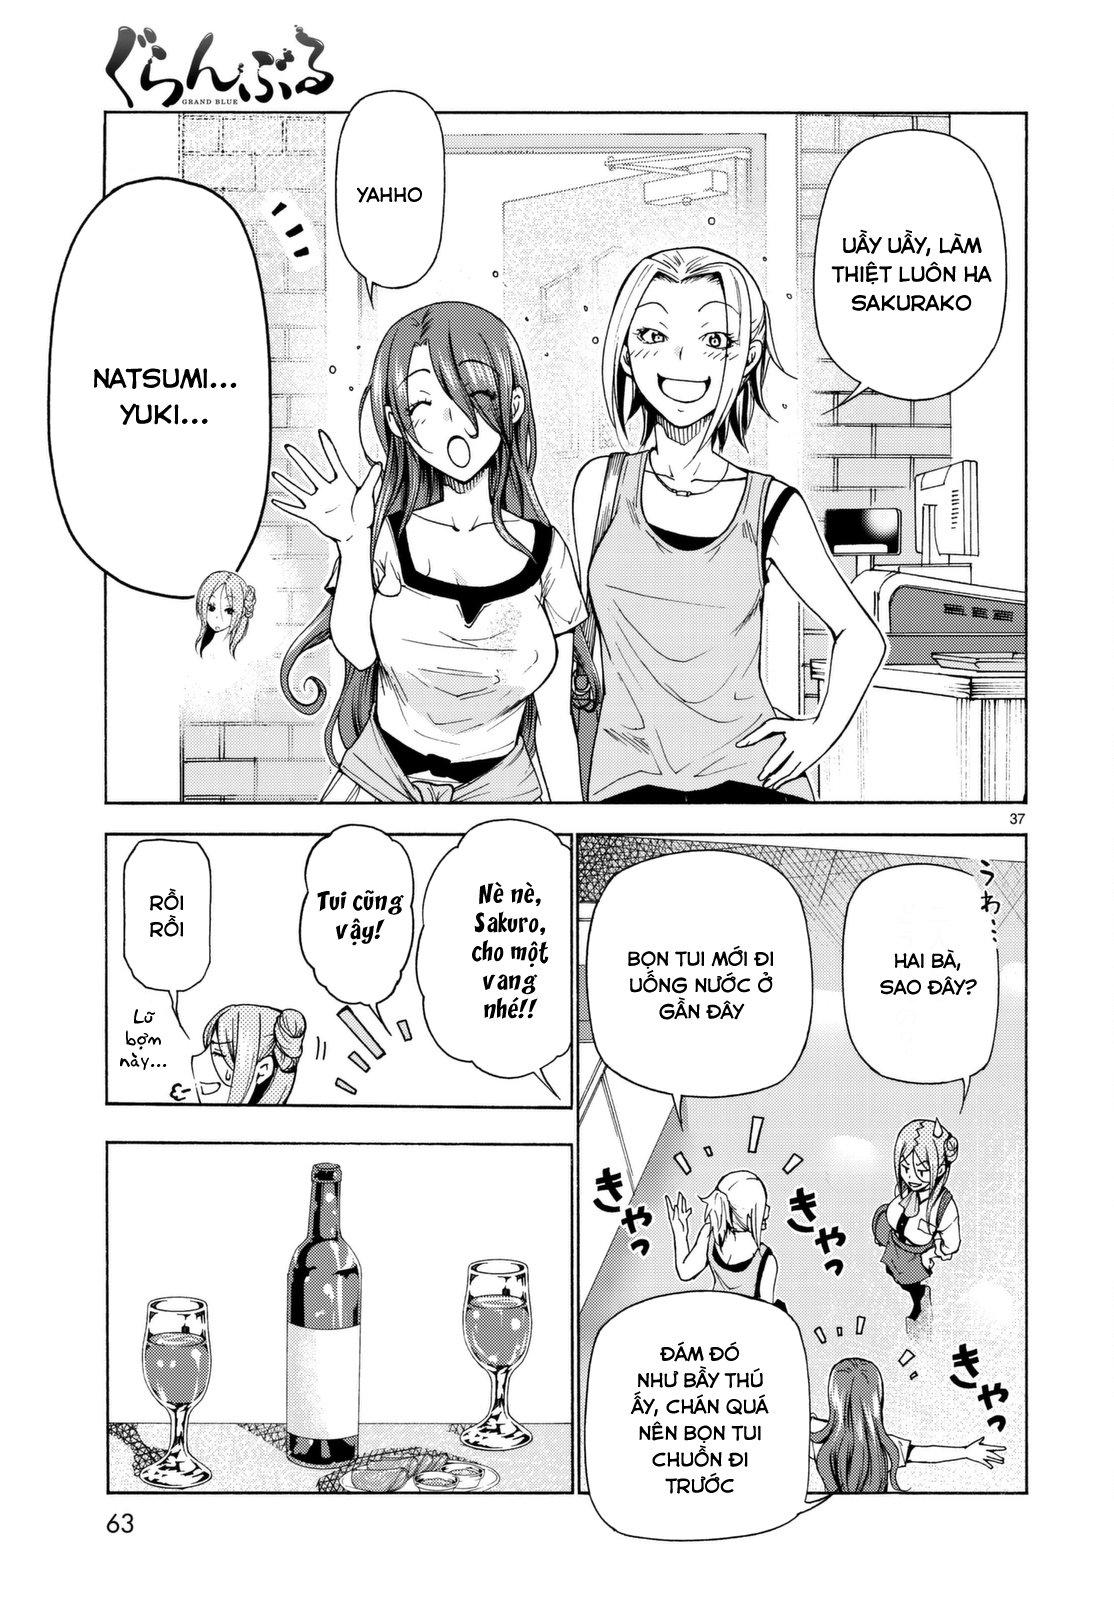 ぐらんぶる
GRAND BLUE
UẦY UẦY, LÀM
THIỆT LUÔN HA
SAKURAKO
YAHHO
NATSUMI...
YUKI...
37
うわ...
HAI BÀ,
SAO ĐÂY?
BỌN TUI MỚI ĐI
UỐNG NƯỚC Ở
GẦN ĐÂY
きゃっ
きゃっ
きゃっ
ĐÁM ĐÓ
NHƯ BẦY THÚ
ẤY, CHÁN QUÁ
NÊN BỌN TUI
CHUỒN ĐI
TRƯỚC
Nè nè,
Sakuro,
cho một
vang
nhé!!
Tui cũng
vậy!
RỒI
RỒI
Lũ
bợm
này...
63